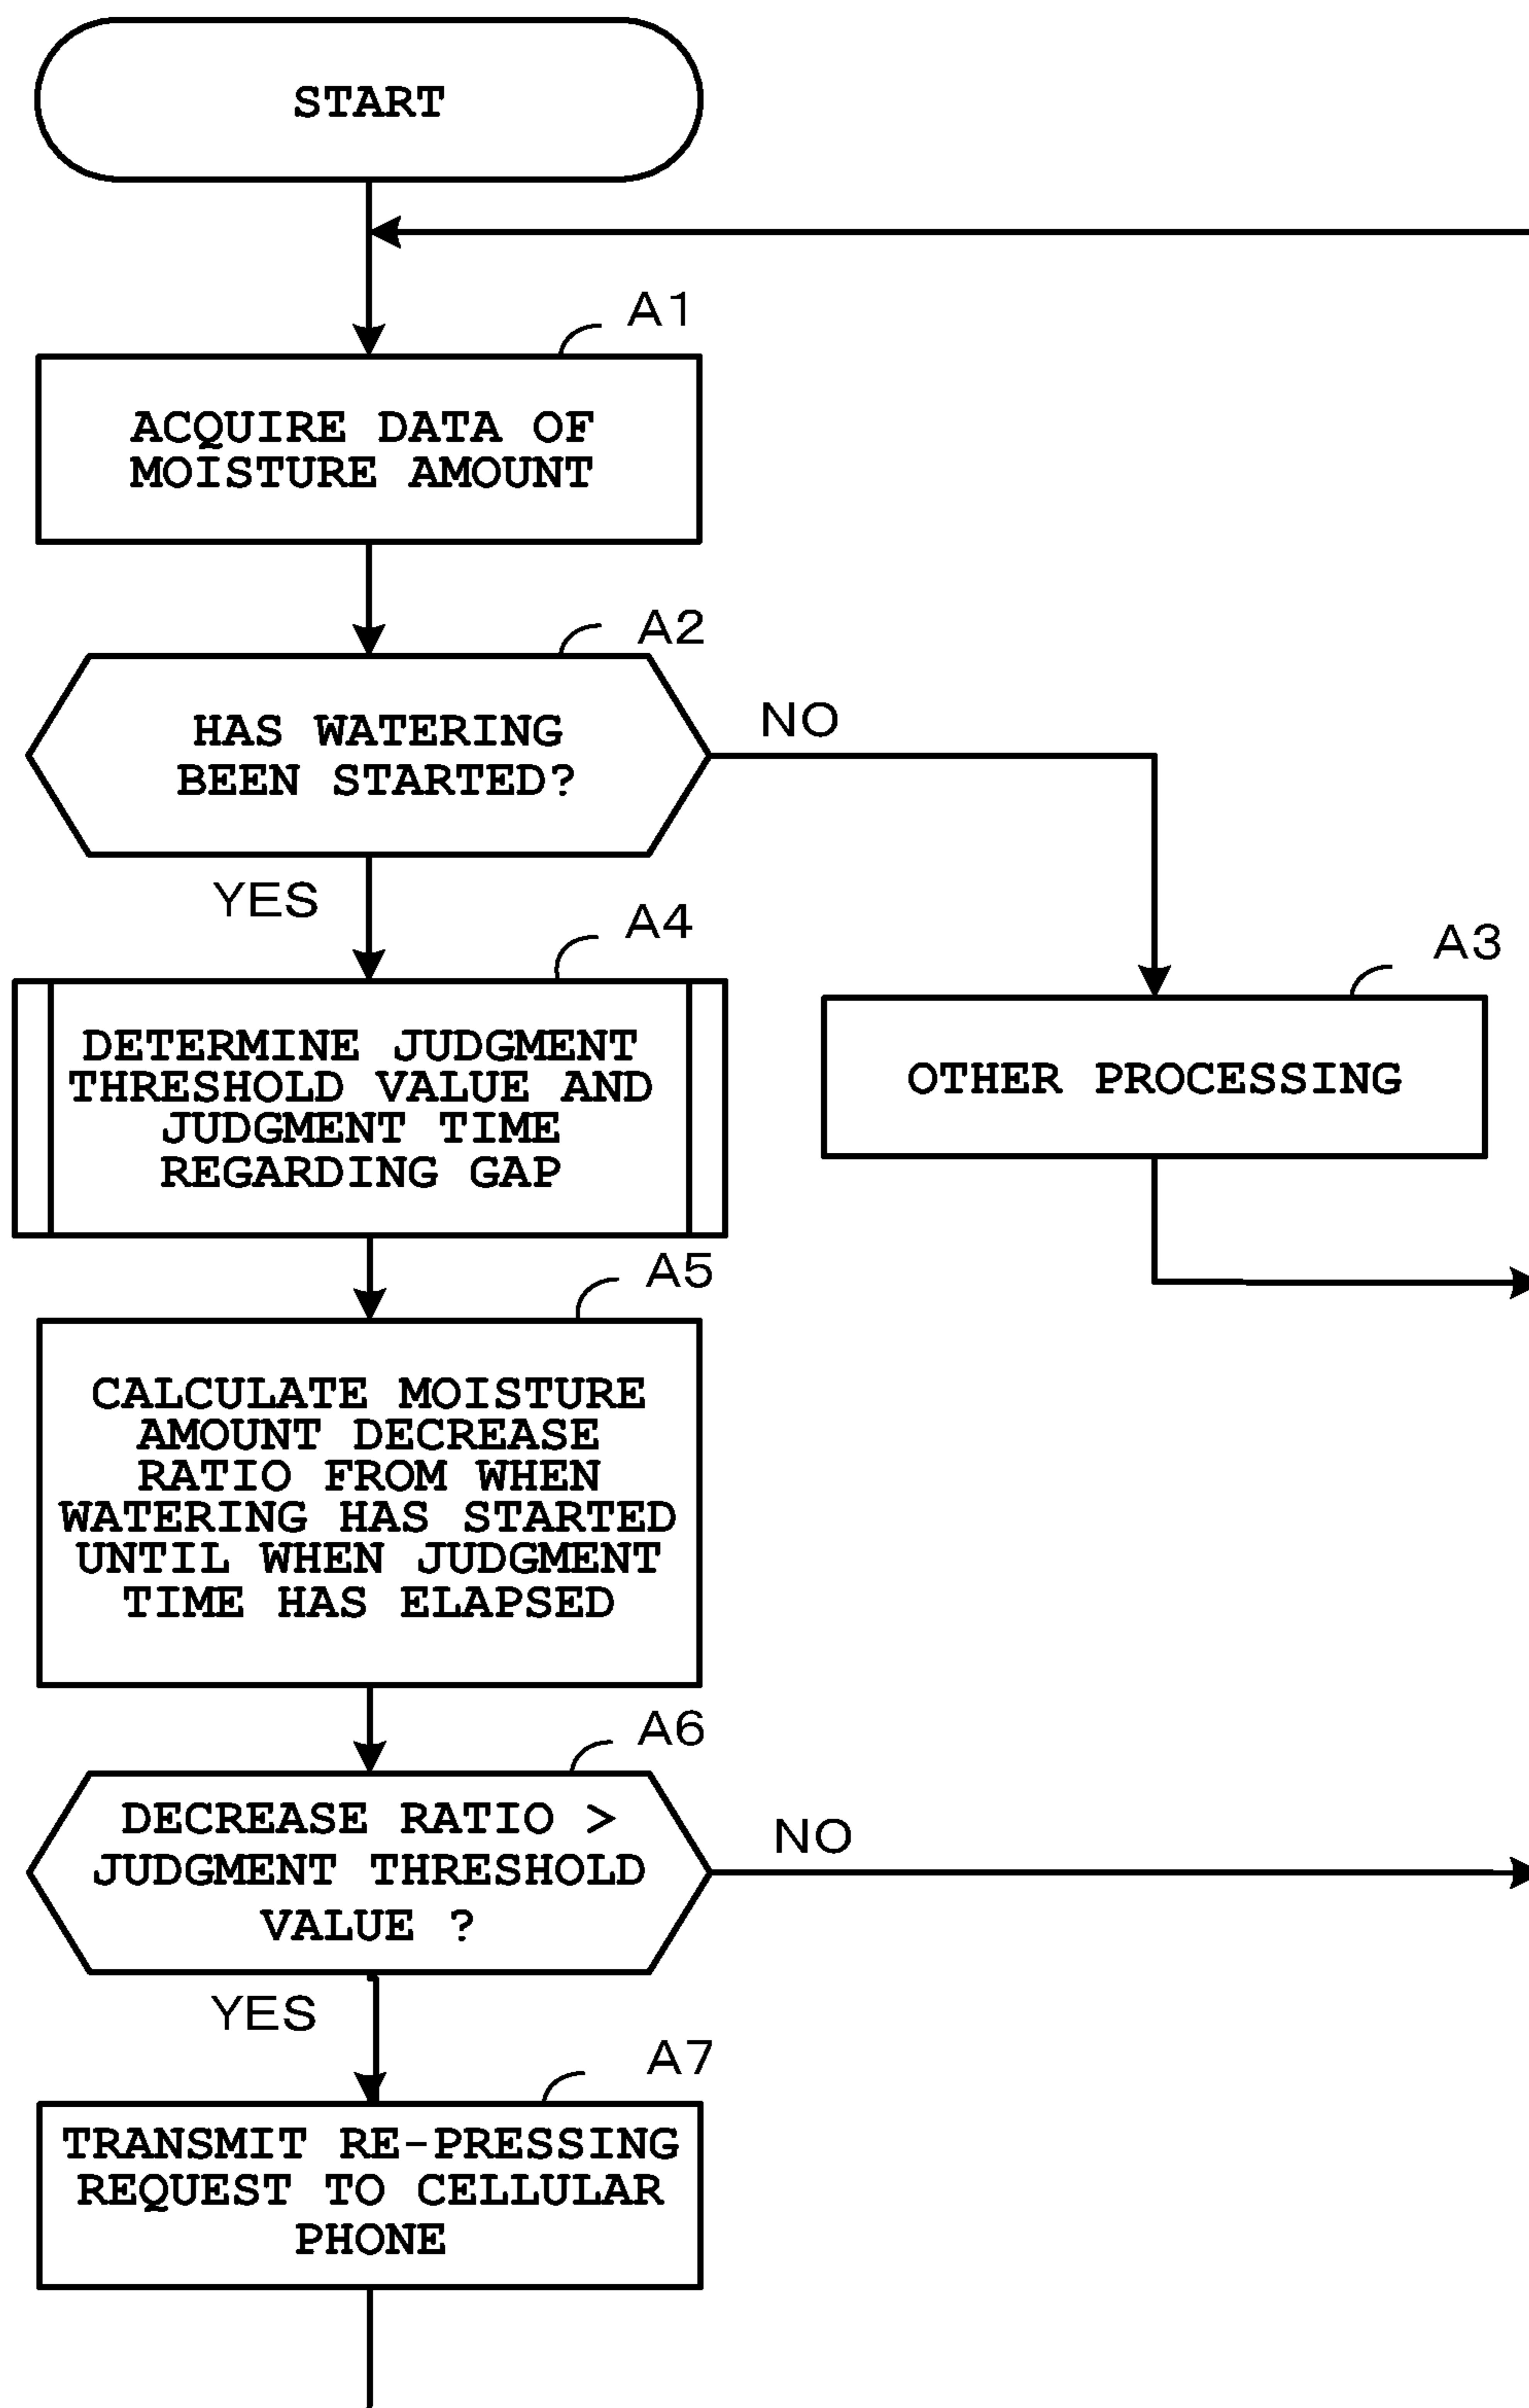 START
A1
ACQUIRE DATA OF
MOISTURE AMOUNT
A2
HAS WATERING
BEEN STARTED?
NO
YES
A3
OTHER PROCESSING
A4
DETERMINE JUDGMENT
THRESHOLD VALUE AND
JUDGMENT TIME
REGARDING GAP
A5
CALCULATE MOISTURE
AMOUNT DECREASE
RATIO FROM WHEN
WATERING HAS STARTED
UNTIL WHEN JUDGMENT
TIME HAS ELAPSED
A6
DECREASE RATIO >
JUDGMENT THRESHOLD
VALUE ?
NO
YES
A7
TRANSMIT RE-PRESSING
REQUEST TO CELLULAR
PHONE